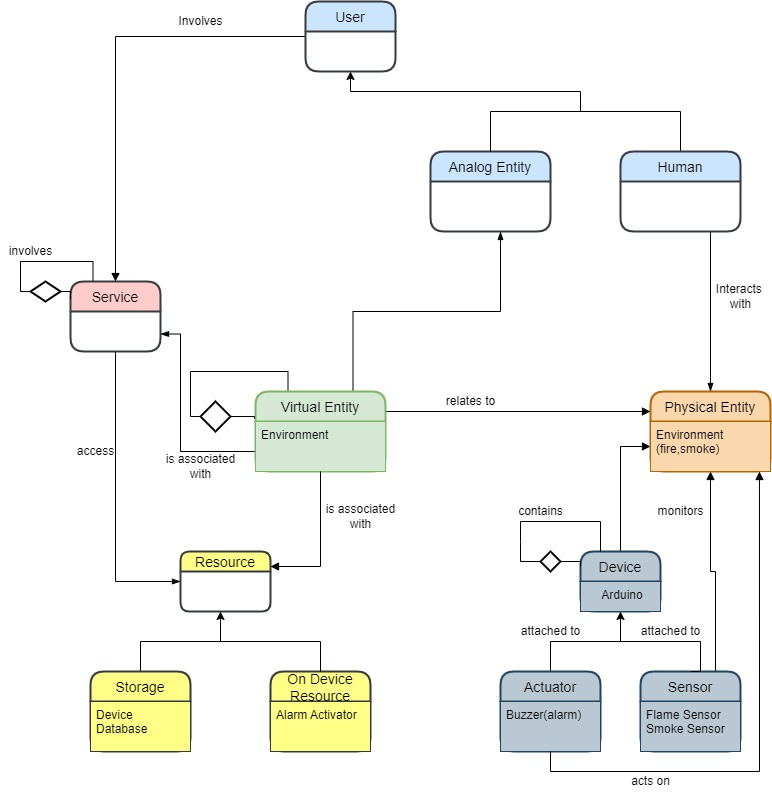 Involves
User
Analog Entity
Human
involves
Service
Interacts
with
Virtual Entity
Environment
relates to
Physical Entity
Environment
(fire,smoke)
access
is associated
with
is associated
with
contains
monitors
Resource
Device
Arduino
attached to
attached to
Storage
Device
Database
On Device
Resource
Alarm Activator
Actuator
Buzzer(alarm)
Sensor
Flame Sensor
Smoke Sensor
acts on